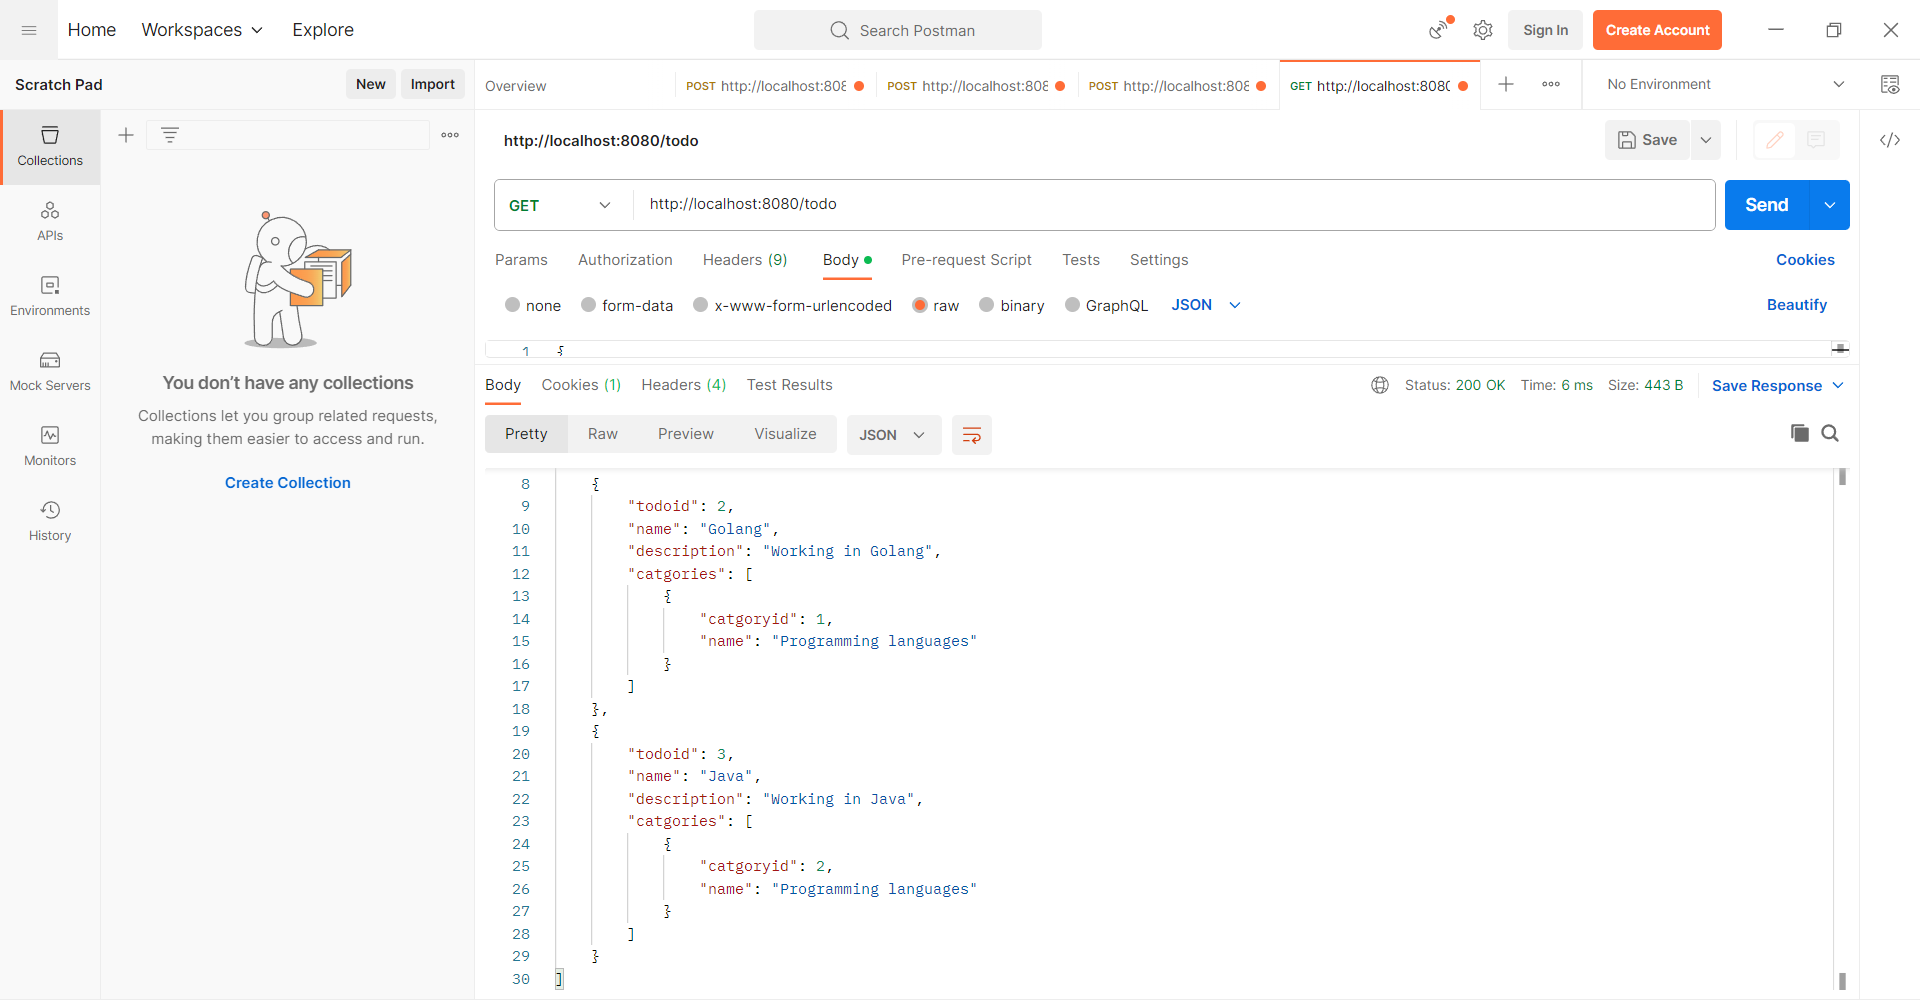 Home Workspaces Explore Search Postman Sign In Create Account
Scratch Pad New Import Overview POST http://localhost:808 POST http://localhost:808 POST http://localhost:808 GET http://localhost:8080 No Environment
Collections
APIs
Environments
Mock Servers
Monitors
History
You don’t have any collections
Collections let you group related requests,
making them easier to access and run.
Create Collection
http://localhost:8080/todo Save
GET http://localhost:8080/todo Send
Params Authorization Headers (9) Body Pre-request Script Tests Settings Cookies
none form-data x-www-form-urlencoded raw binary GraphQL JSON Beautify
1 {
Body Cookies (1) Headers (4) Test Results Status: 200 OK Time: 6 ms Size: 443 B Save Response
Pretty Raw Preview Visualize JSON
8 {
9 "todoid": 2,
10 "name": "Golang",
11 "description": "Working in Golang",
12 "catgories": [
13 {
14 "catgoryid": 1,
15 "name": "Programming languages"
16 }
17 ]
18 },
19 {
20 "todoid": 3,
21 "name": "Java",
22 "description": "Working in Java",
23 "catgories": [
24 {
25 "catgoryid": 2,
26 "name": "Programming languages"
27 }
28 ]
29 }
30 ]